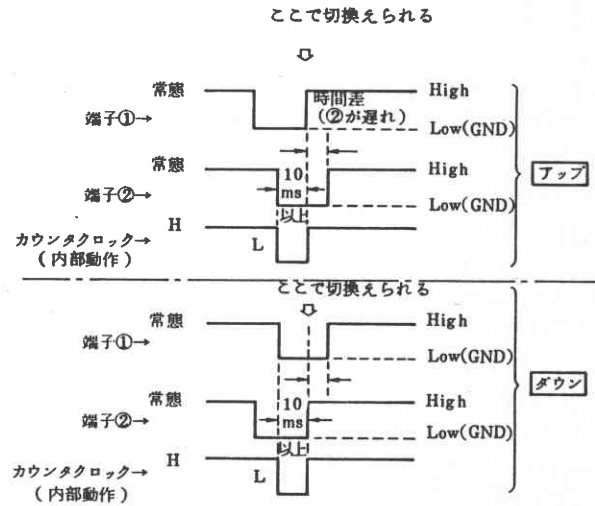 ここで切換えられる
常態
High
時間差
(②が遅れ)
端子①→
Low(GND)
常態
High
アップ
10
ms
端子②→
Low(GND)
以上
H
カウンタクロック→
L
(内部動作)
ここで切換えられる
常態
High
端子①→
Low(GND)
ダウン
常態
10
High
端子②→
ms
Low(GND)
以上
H
カウンタクロック→
L
(内部動作)